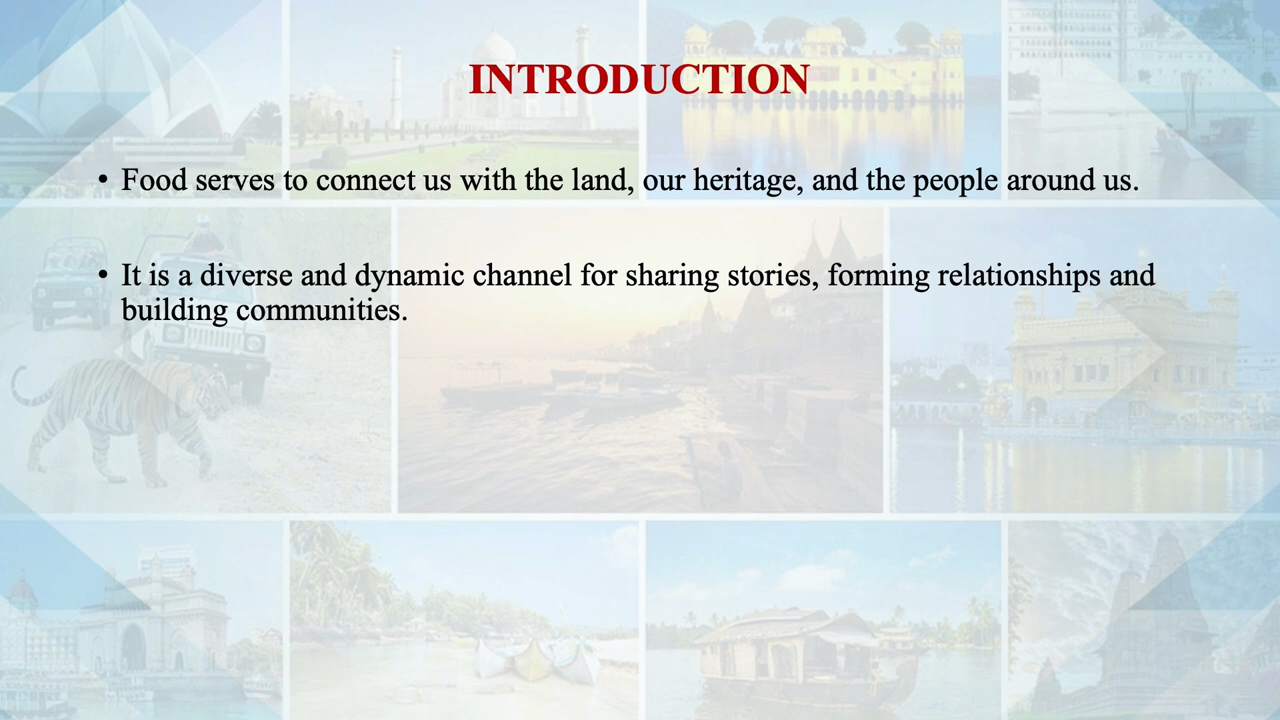 INTRODUCTION
• Food serves to connect us with the land, our heritage, and the people around us.
• It is a diverse and dynamic channel for sharing stories, forming relationships and
building communities.